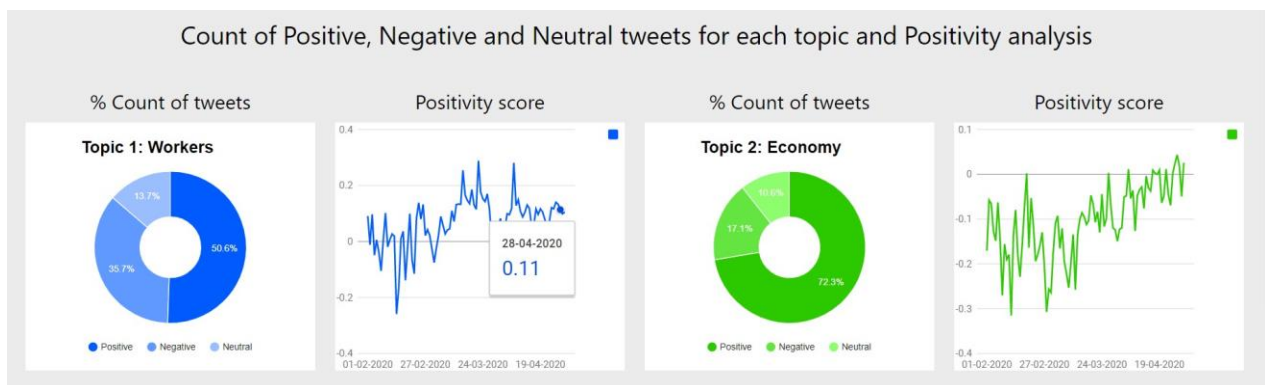 Count of Positive, Negative and Neutral tweets for each topic and Positivity analysis
% Count of tweets
Positivity score
% Count of tweets
Positivity score
Topic 1: Workers
13.7%
50.6%
35.7%
Positive Negative Neutral
0.4
0.2
0
-0.2
-0.4
28-04-2020
0.11
01-02-2020 27-02-2020 24-03-2020 19-04-2020
Topic 2: Economy
10.6%
17.1%
72.3%
Positive Negative Neutral
0.1
0
-0.1
-0.2
-0.3
-0.4
01-02-2020 27-02-2020 24-03-2020 19-04-2020